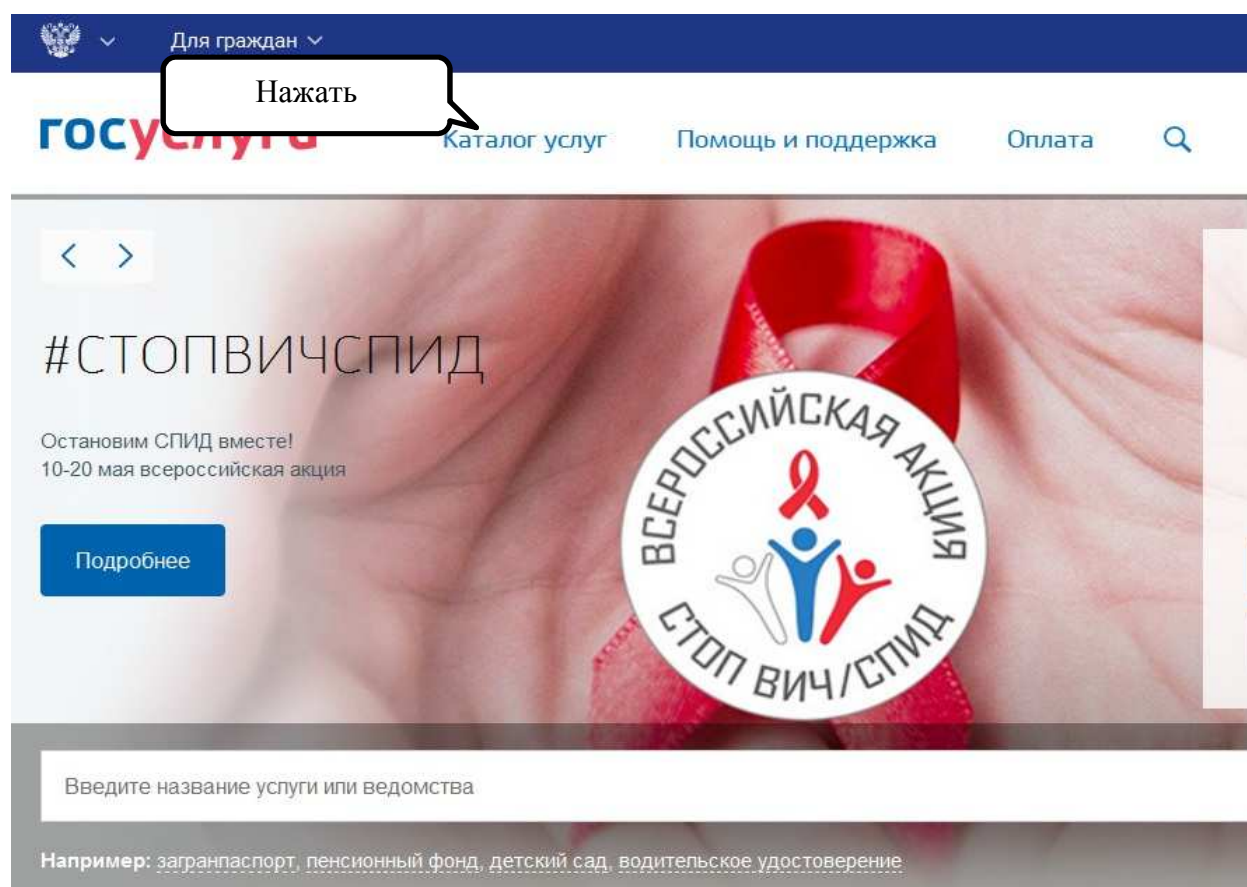 Для граждан
Нажать
госуслуги
Каталог услуг Помощь и поддержка Оплата
#СТОПВИЧСПИД
Остановим СПИД вместе!
10-20 мая всероссийская акция
Подробнее
ВСЕРОССИЙСКАЯ АКЦИЯ
СТОП ВИЧ/СПИД
Введите название услуги или ведомства
Например: загранпаспорт, пенсионный фонд, детский сад, водительское удостоверение